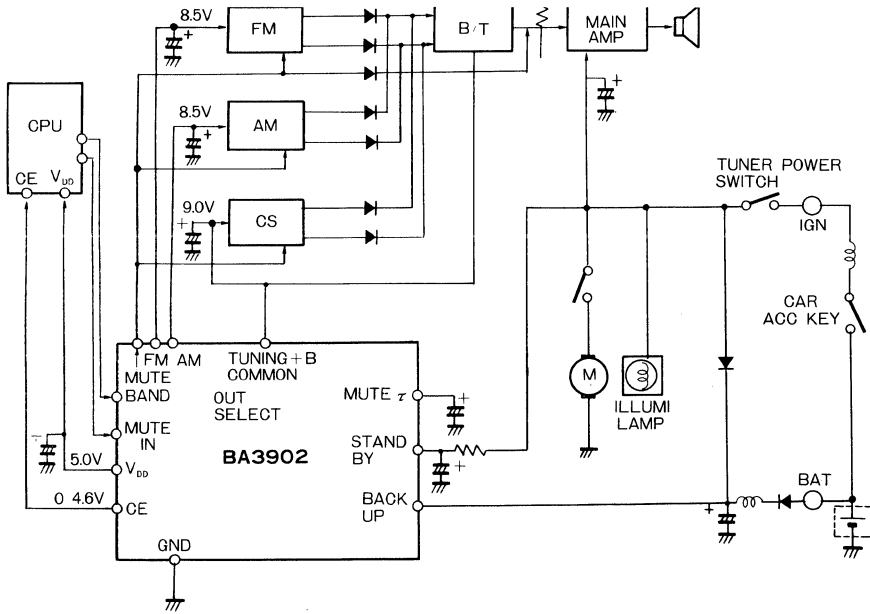 8.5V
+
FM
B/T
MAIN
AMP
+
CPU
CE
V_DD
8.5V
+
AM
9.0V
+
CS
TUNER POWER
SWITCH
IGN
CAR
ACC KEY
M
ILLUMI
LAMP
FM AM
TUNING+B
COMMON
MUTE
BAND
OUT
SELECT
MUTE τ
+
MUTE
IN
BA3902
STAND
BY
+
5.0V
V_DD
BACK
UP
BAT
+
0 4.6V
CE
GND